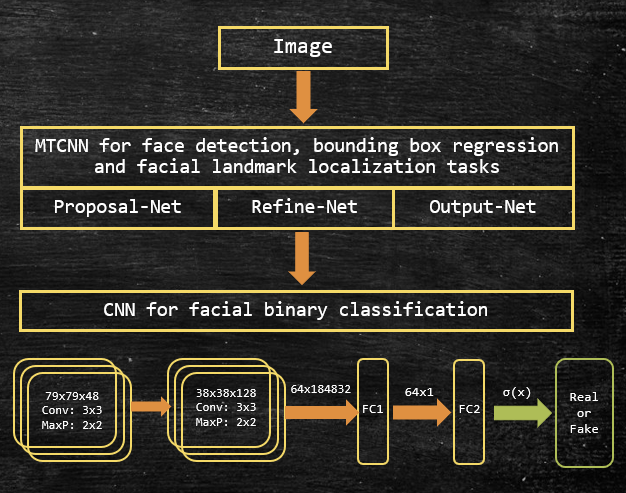 Image
MTCNN for face detection, bounding box regression
and facial landmark localization tasks
Proposal-Net
Refine-Net
Output-Net
CNN for facial binary classification
79x79x48
Conv: 3x3
MaxP: 2x2
38x38x128
Conv: 3x3
MaxP: 2x2
64x184832
FC1
64x1
FC2
σ(x)
Real
or
Fake